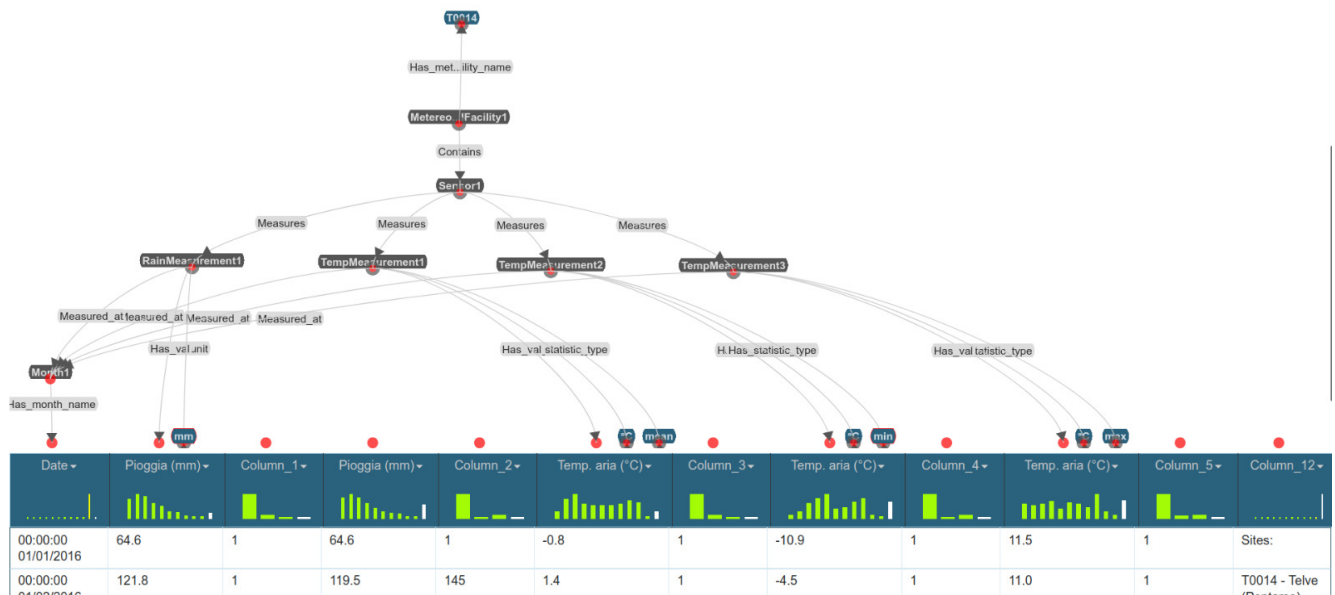 T0014
Has_met..ility_name
Metereo...lFacility1
Contains
Sensor1
Measures Measures Measures Measures
RainMeasurement1 TempMeasurement1 TempMeasurement2 TempMeasurement3
Measured_at Measured_at Measured_at Measured_at
Has_val unit Has_val statistic_type Has_statistic_type Has_val tatistic_type
Month1
Has_month_name
mm °C mean °C min °C max
Date Pioggia (mm) Column_1 Pioggia (mm) Column_2 Temp. aria (°C) Column_3 Temp. aria (°C) Column_4 Temp. aria (°C) Column_5 Column_12
00:00:00 64.6 1 64.6 1 -0.8 1 -10.9 1 11.5 1 Sites:
01/01/2016
00:00:00 121.8 1 119.5 145 1.4 1 -4.5 1 11.0 1 T0014 - Telve